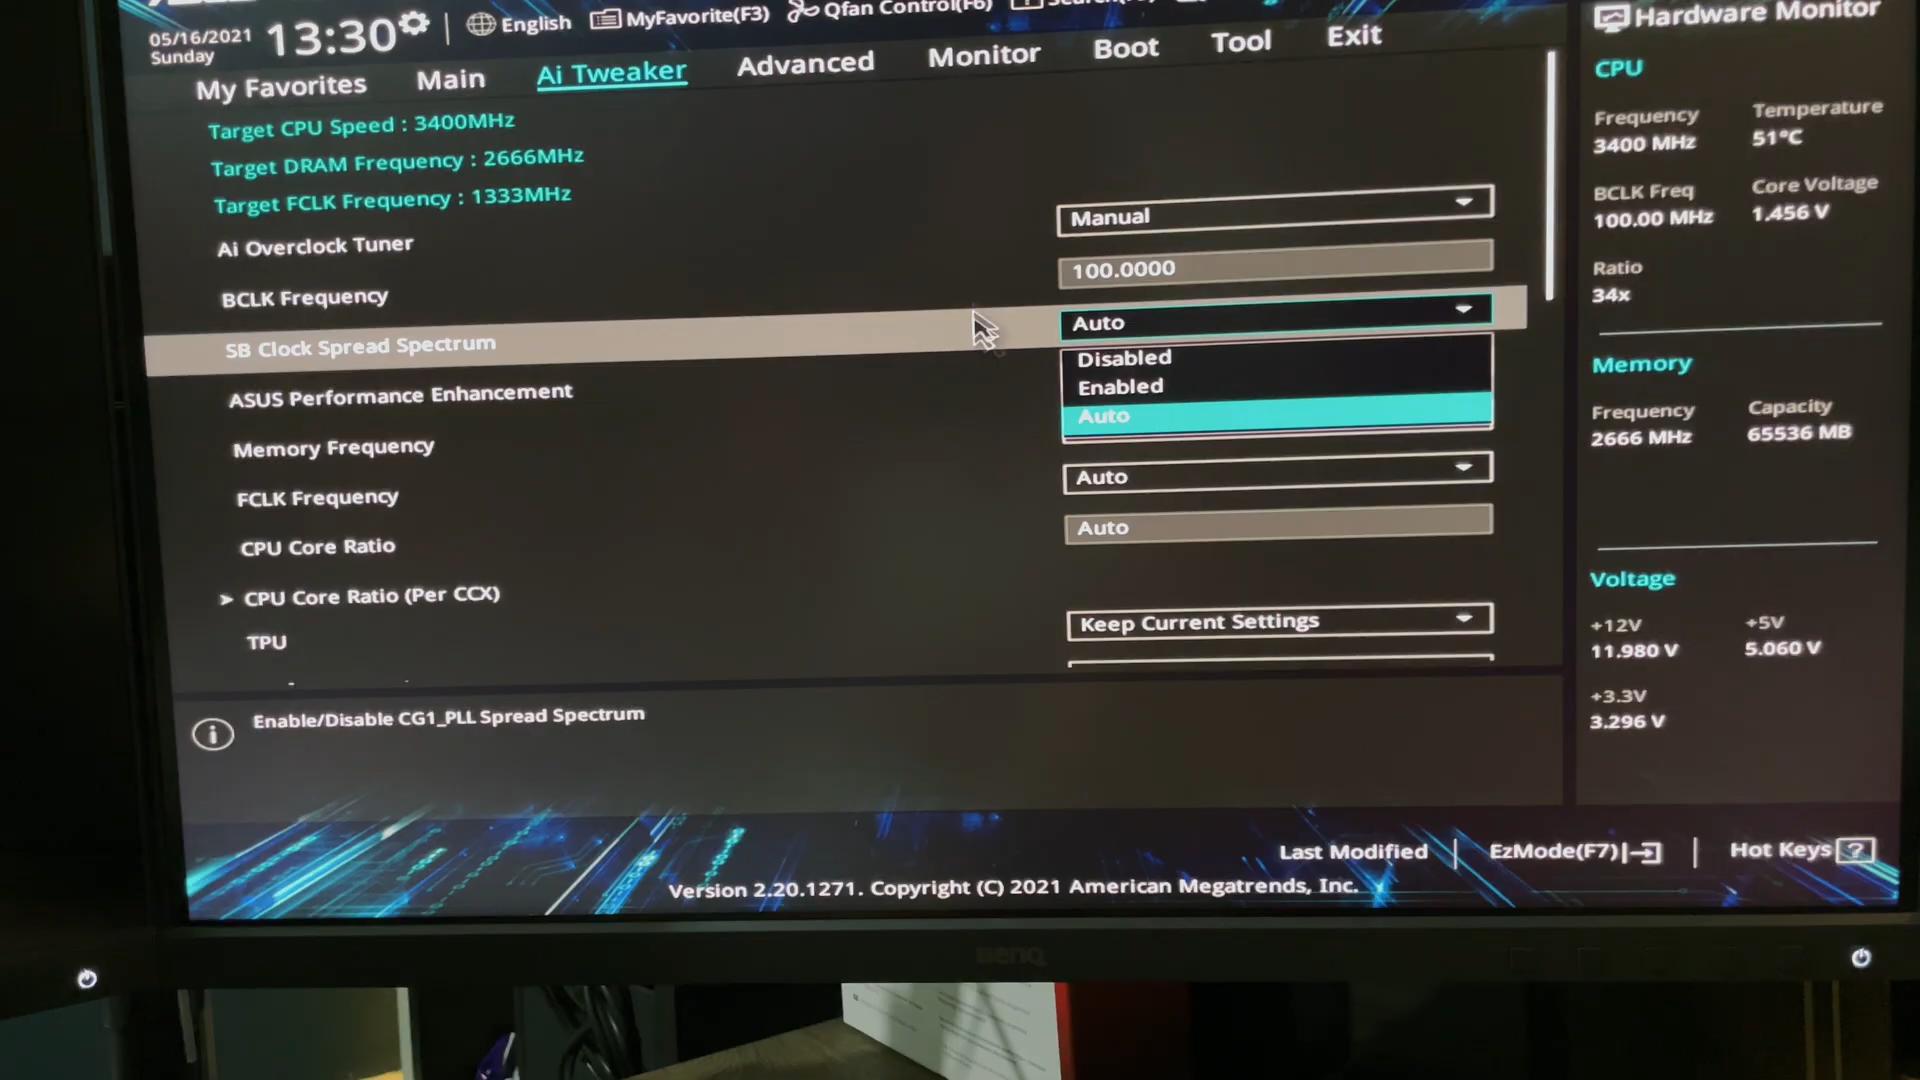 05/16/2021
Sunday
13:30
English
MyFavorite(F3)
Qfan Control(F6)
My Favorites
Main
Ai Tweaker
Advanced
Monitor
Boot
Tool
Exit
Target CPU Speed : 3400MHz
Target DRAM Frequency : 2666MHz
Target FCLK Frequency : 1333MHz
Ai Overclock Tuner
Manual
BCLK Frequency
100.0000
SB Clock Spread Spectrum
Auto
Disabled
Enabled
Auto
ASUS Performance Enhancement
Memory Frequency
FCLK Frequency
Auto
CPU Core Ratio
Auto
> CPU Core Ratio (Per CCX)
TPU
Keep Current Settings
Enable/Disable CG1_PLL Spread Spectrum
Hardware Monitor
CPU
Frequency
Temperature
3400 MHz
51°C
BCLK Freq
Core Voltage
100.00 MHz
1.456 V
Ratio
34x
Memory
Frequency
Capacity
2666 MHz
65536 MB
Voltage
+12V
+5V
11.980 V
5.060 V
+3.3V
3.296 V
Last Modified
EzMode(F7)
Hot Keys ?
Version 2.20.1271. Copyright (C) 2021 American Megatrends, Inc.
BenQ